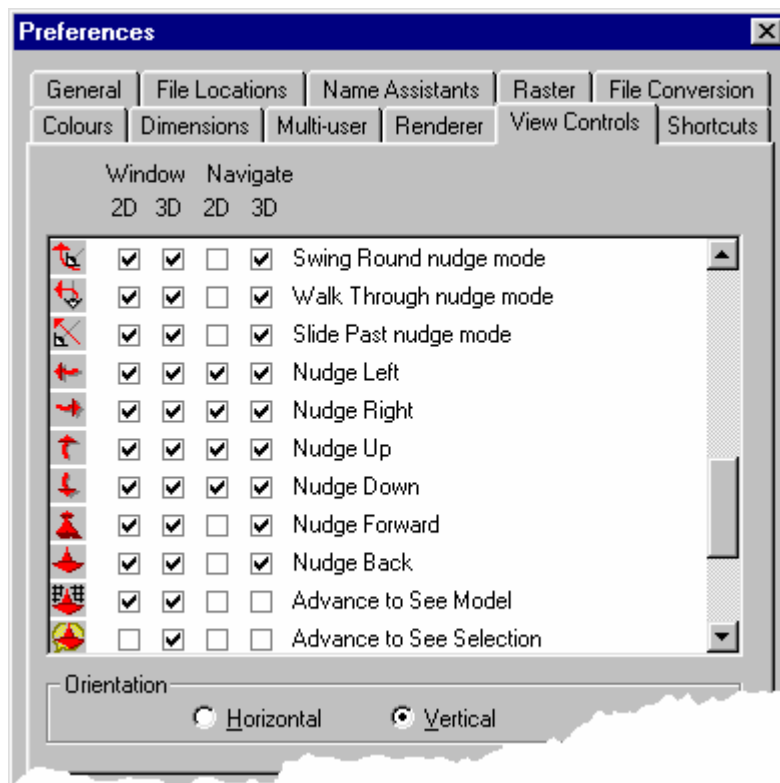 Preferences
General File Locations Name Assistants Raster File Conversion
Colours Dimensions Multi-user Renderer View Controls Shortcuts
Window Navigate
2D 3D 2D 3D
Swing Round nudge mode
Walk Through nudge mode
Slide Past nudge mode
Nudge Left
Nudge Right
Nudge Up
Nudge Down
Nudge Forward
Nudge Back
Advance to See Model
Advance to See Selection
Orientation
Horizontal Vertical